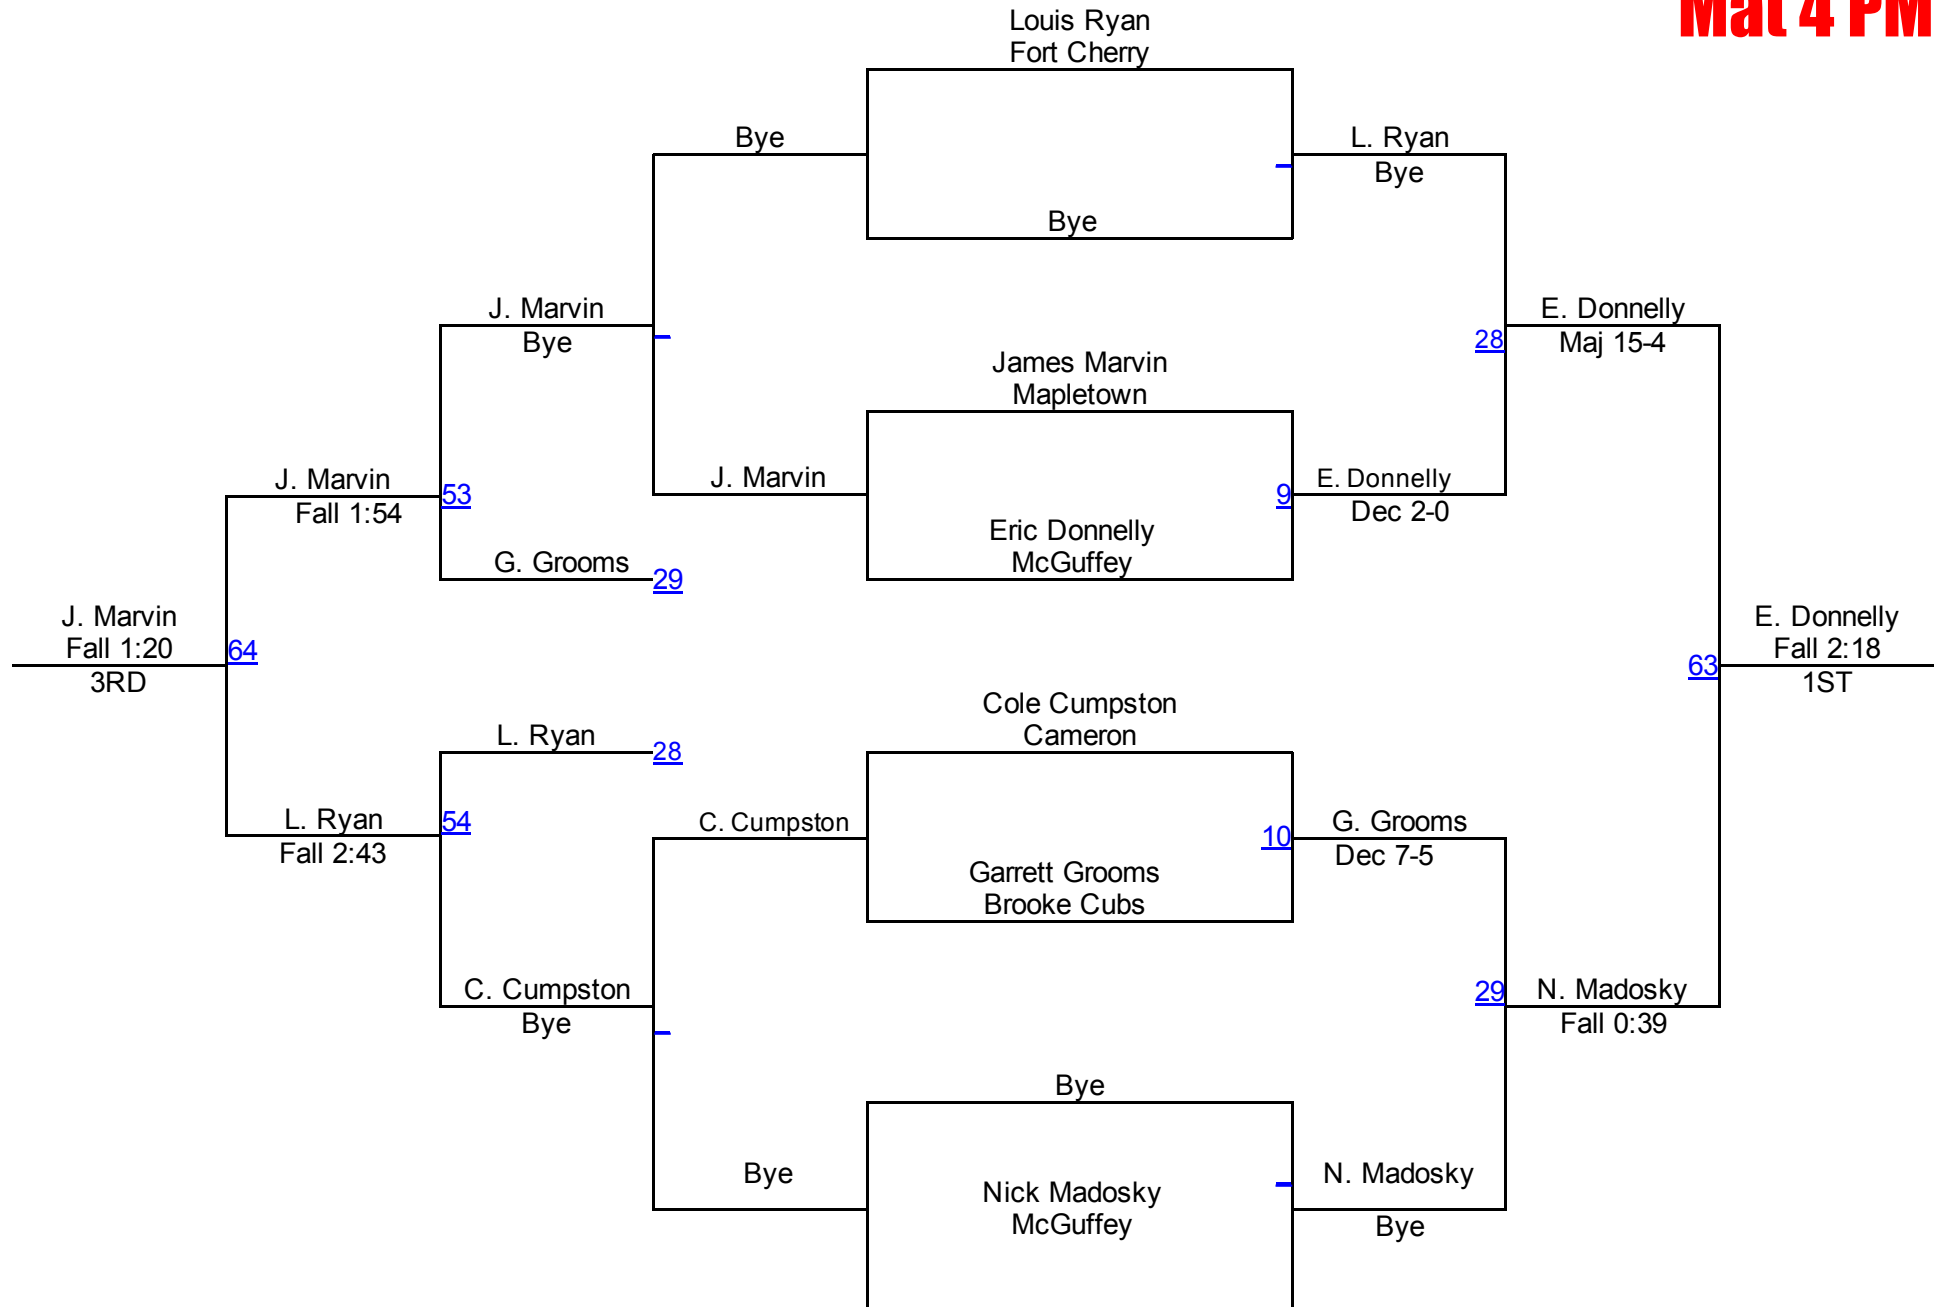 Mat 4 PM
Louis Ryan
Fort Cherry
Bye
L. Ryan
Bye
Bye
J. Marvin
Bye
E. Donnelly
28
Maj 15-4
James Marvin
Mapletown
J. Marvin
Fall 1:54
53
J. Marvin
9
E. Donnelly
Dec 2-0
Eric Donnelly
McGuffey
G. Grooms
29
J. Marvin
Fall 1:20
3RD
64
E. Donnelly
Fall 2:18
1ST
63
Cole Cumpston
Cameron
L. Ryan
28
L. Ryan
Fall 2:43
54
C. Cumpston
10
G. Grooms
Dec 7-5
Garrett Grooms
Brooke Cubs
C. Cumpston
Bye
29
N. Madosky
Fall 0:39
Bye
Bye
Nick Madosky
McGuffey
N. Madosky
Bye